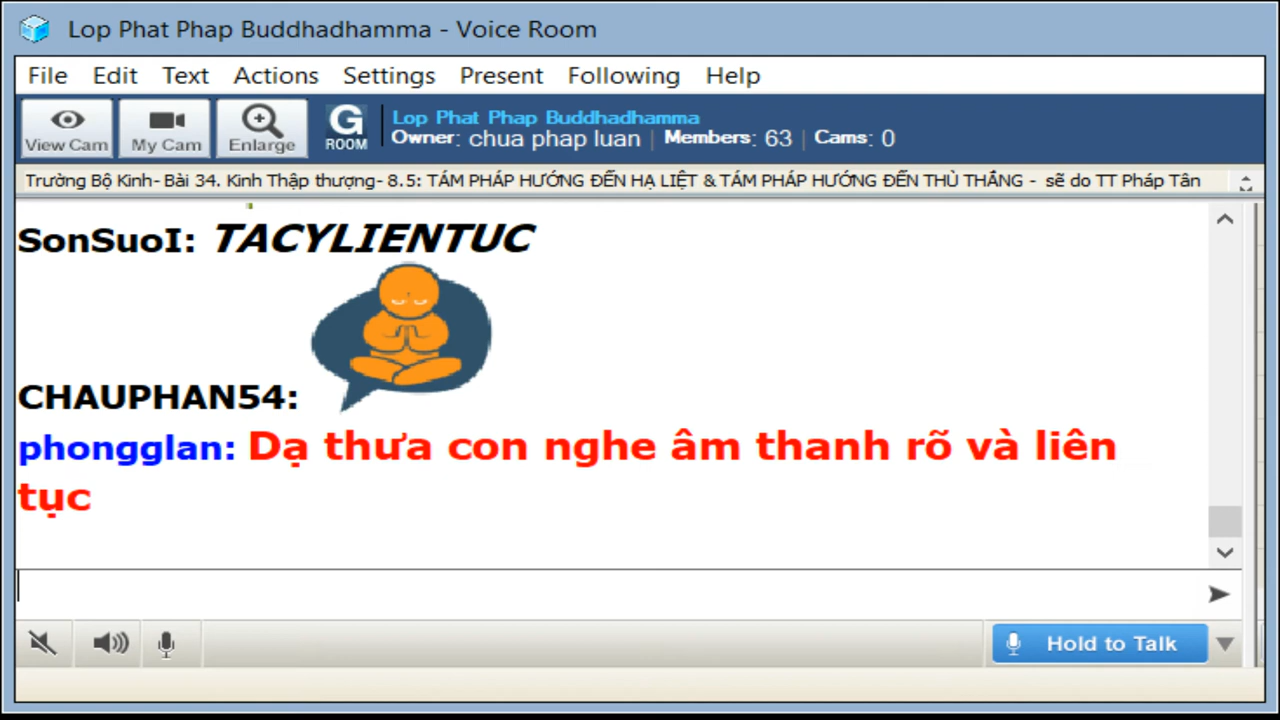 Lop Phat Phap Buddhadhamma - Voice Room
File Edit Text Actions Settings Present Following Help
View Cam My Cam Enlarge G ROOM
Lop Phat Phap Buddhadhamma
Owner: chua phap luan | Members: 63 | Cams: 0
Trường Bộ Kinh- Bài 34. Kinh Thập thượng- 8.5: TÁM PHÁP HƯỚNG ĐẾN HẠ LIỆT & TÁM PHÁP HƯỚNG ĐẾN THÙ THẮNG - sẽ do TT Pháp Tân
SonSuoI: TACYLIENTUC
CHAUPHAN54:
phongglan: Dạ thưa con nghe âm thanh rõ và liên
tục
Hold to Talk